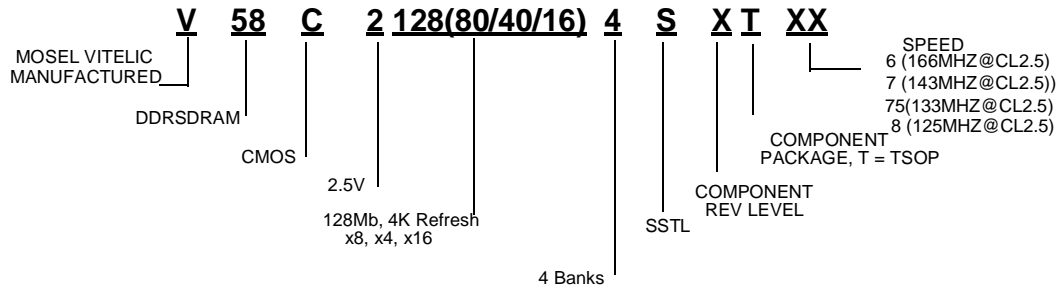 V 58 C 2 128(80/40/16) 4 S X T XX
MOSEL VITELIC
MANUFACTURED
SPEED
6 (166MHZ@CL2.5)
7 (143MHZ@CL2.5))
75(133MHZ@CL2.5)
8 (125MHZ@CL2.5)
DDRSDRAM
COMPONENT
PACKAGE, T = TSOP
CMOS
2.5V
COMPONENT
REV LEVEL
128Mb, 4K Refresh
x8, x4, x16
SSTL
4 Banks